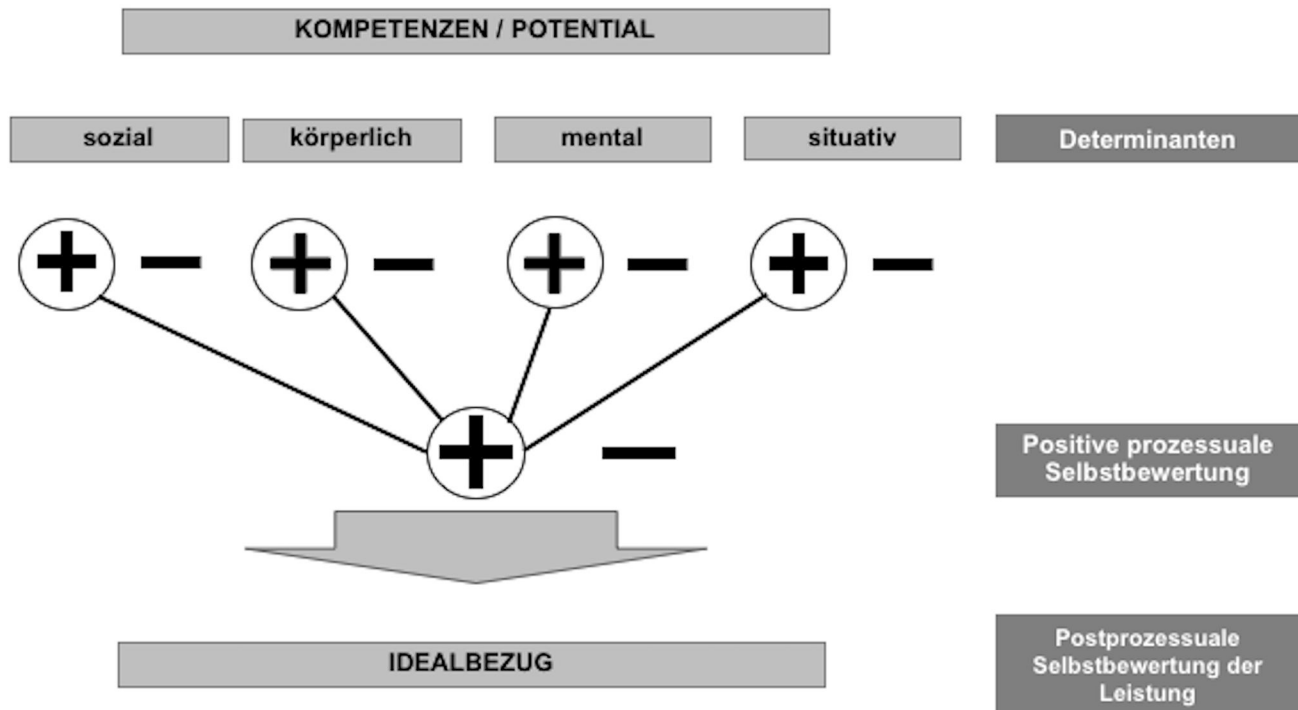 KOMPETENZEN / POTENTIAL
sozial
körperlich
mental
situativ
Determinanten
Positive prozessuale
Selbstbewertung
IDEALBEZUG
Postprozessuale
Selbstbewertung der
Leistung